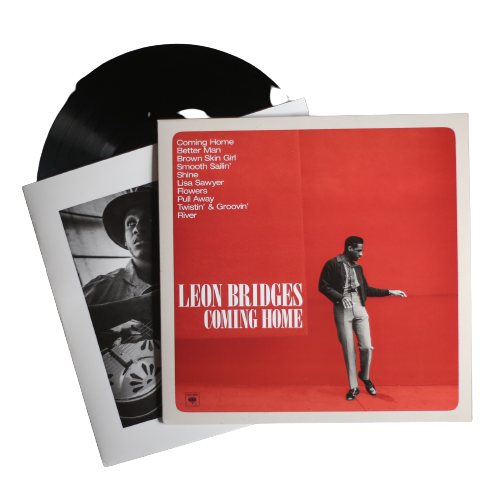 Coming Home
Better Man
Brown Skin Girl
Smooth Sailin'
Shine
Lisa Sawyer
Flowers
Pull Away
Twistin' & Groovin'
River
LEON BRIDGES
COMING HOME